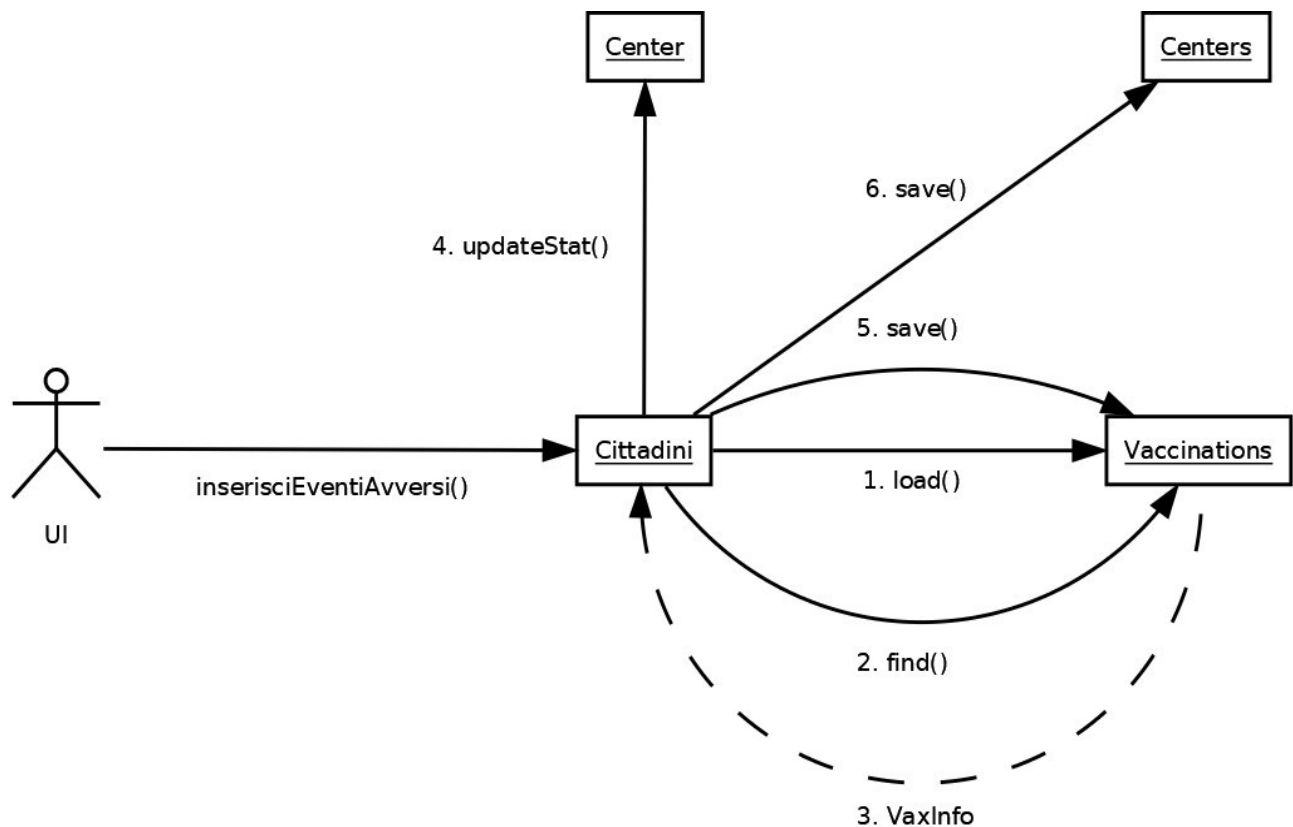 Center
Centers
6. save()
4. updateStat()
5. save()
Cittadini
Vaccinations
inserisciEventiAvversi()
1. load()
UI
2. find()
3. VaxInfo